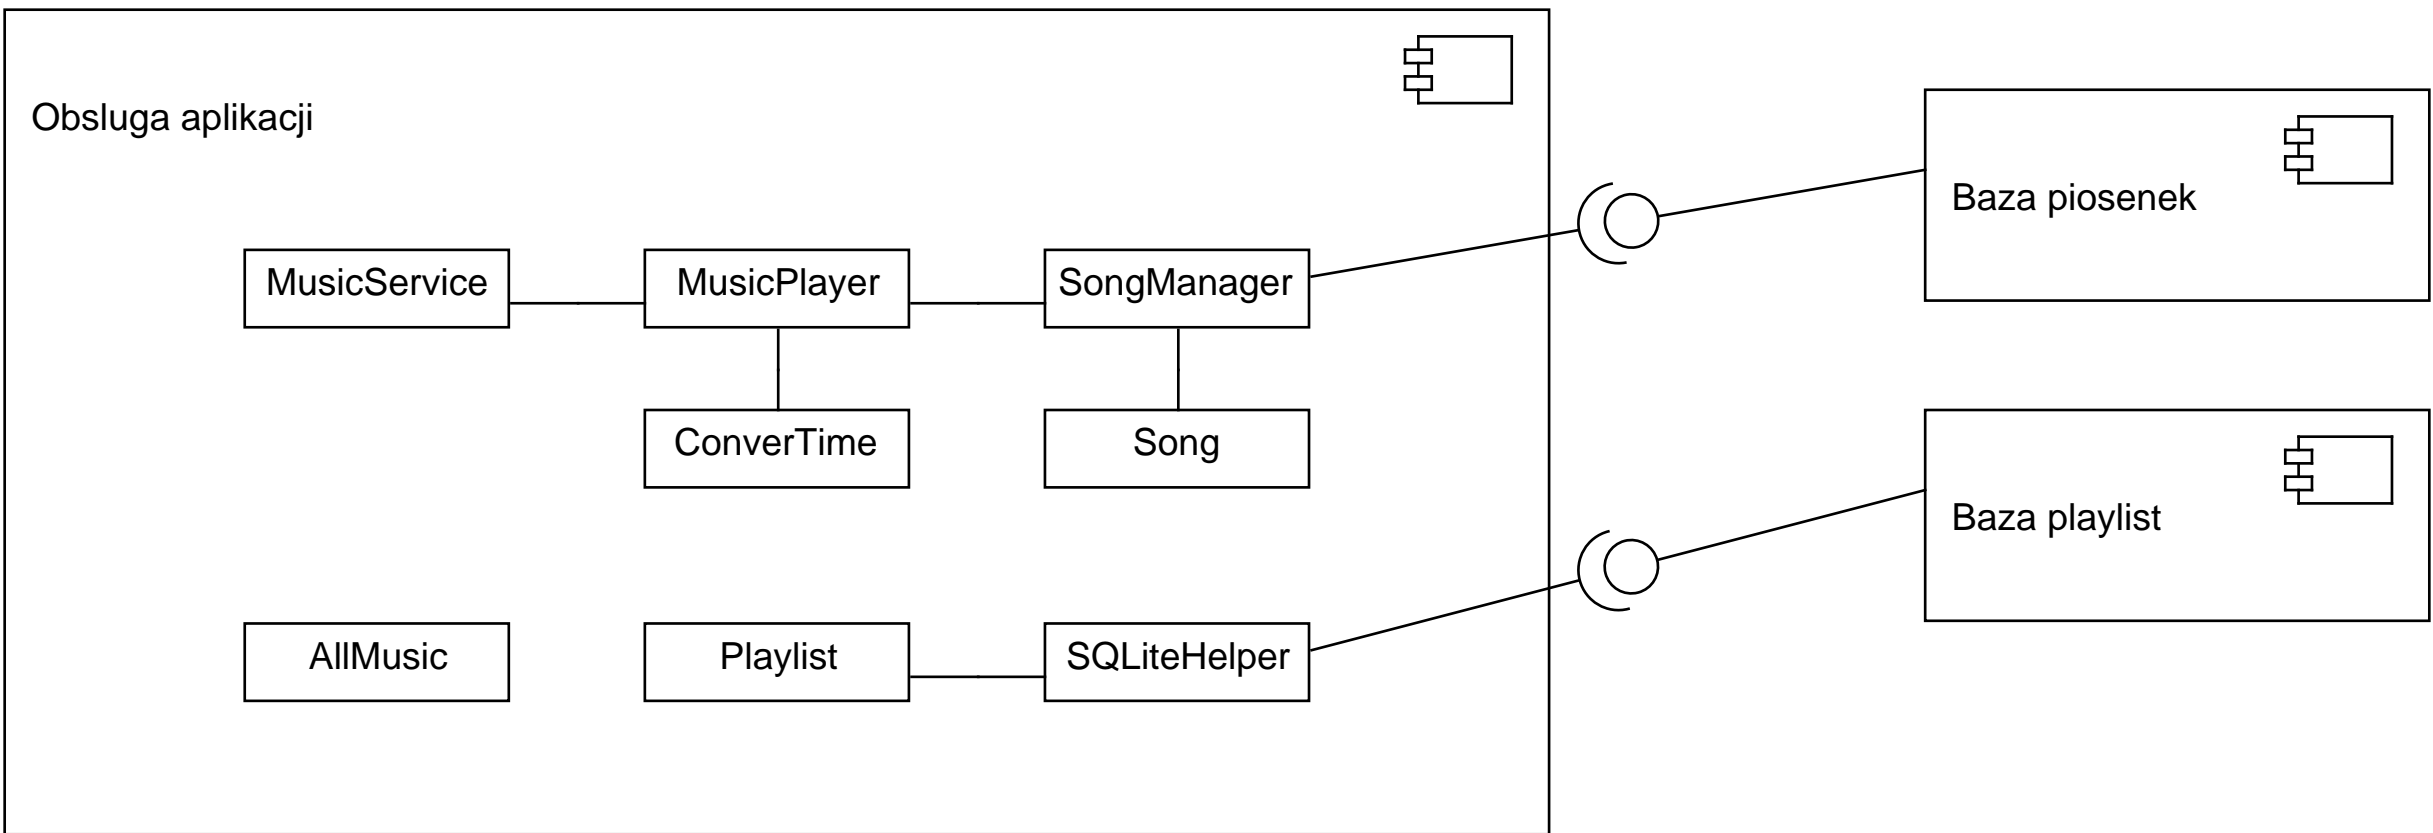 Obsluga aplikacji
Baza piosenek
MusicService
MusicPlayer
SongManager
ConverTime
Song
Baza playlist
AllMusic
Playlist
SQLiteHelper